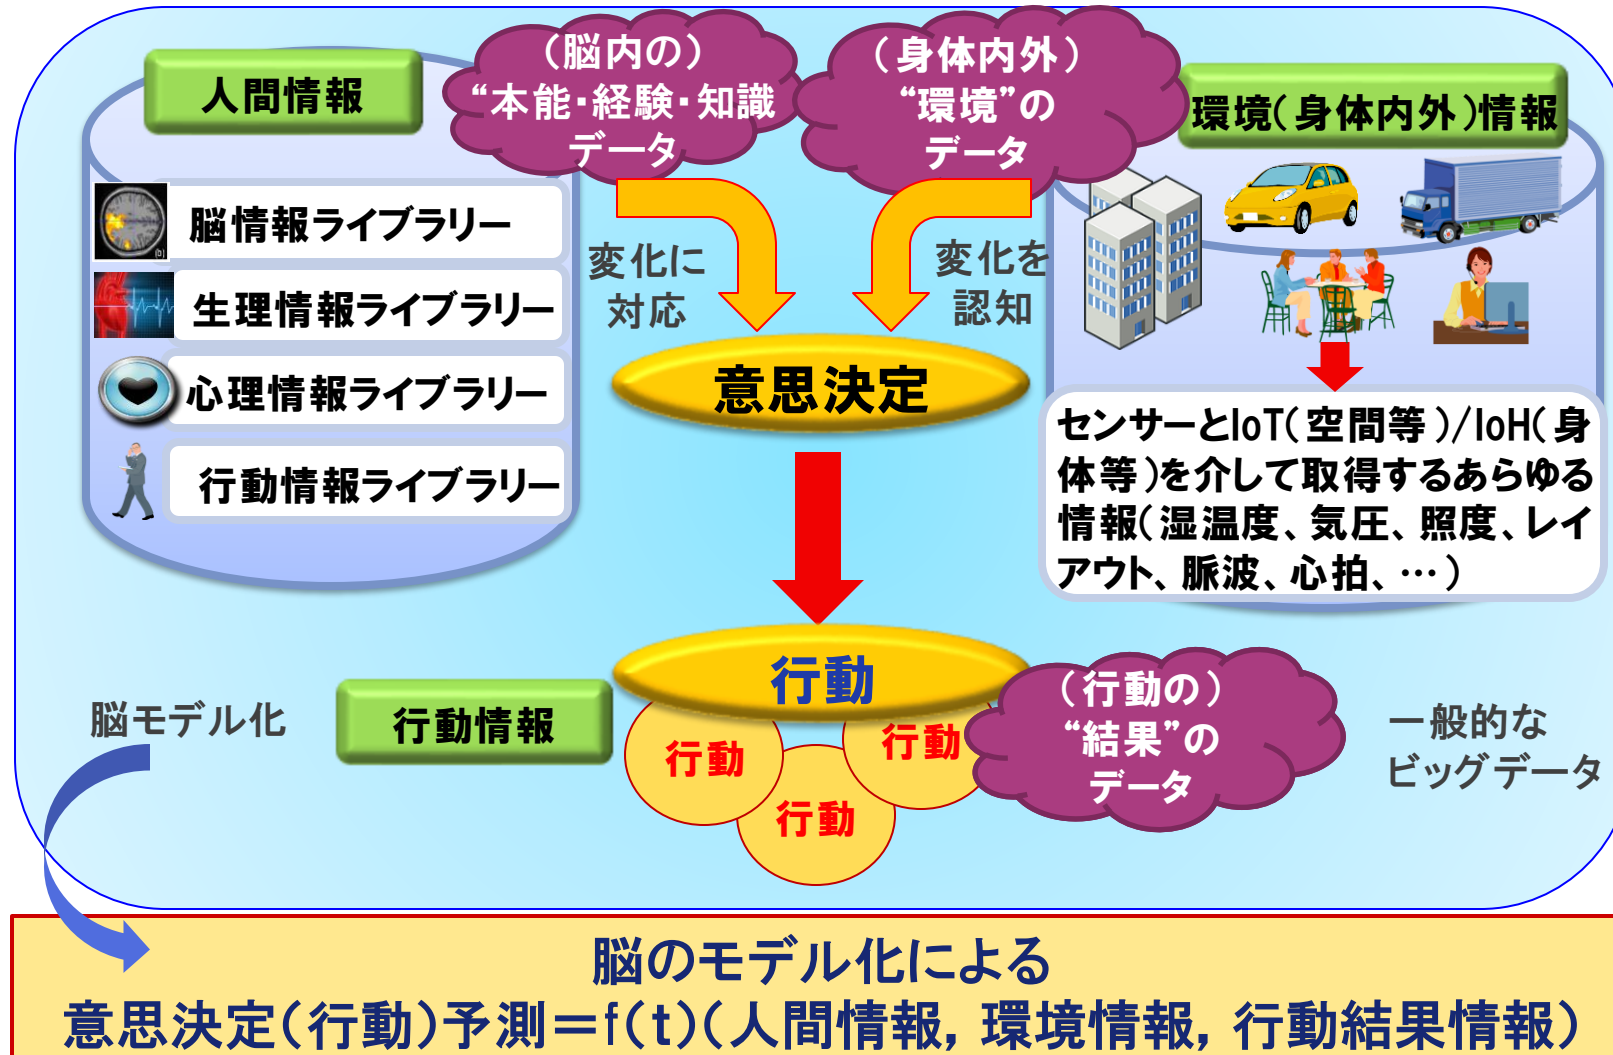 人間情報
（脳内の）
“本能・経験・知識
データ
（身体内外）
“環境”の
データ
環境（身体内外）情報
脳情報ライブラリー
生理情報ライブラリー
心理情報ライブラリー
行動情報ライブラリー
変化に
対応
変化を
認知
意思決定
センサーとIoT（空間等）/IoH（身
体等）を介して取得するあらゆる
情報（湿温度、気圧、照度、レイ
アウト、脈波、心拍、…）
行動
行動
行動
行動
（行動の）
“結果”の
データ
脳モデル化
行動情報
一般的な
ビッグデータ
脳のモデル化による
意思決定（行動）予測＝f（t）（人間情報，環境情報，行動結果情報）